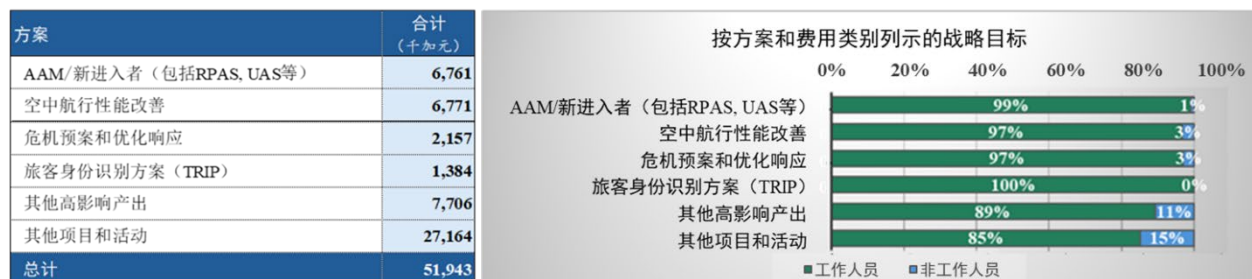 方案 合计
（千加元）
AAM/新进入者（包括RPAS, UAS等） 6,761
空中航行性能改善 6,771
危机预案和优化响应 2,157
旅客身份识别方案（TRIP） 1,384
其他高影响产出 7,706
其他项目和活动 27,164
总计 51,943
按方案和费用类别列示的战略目标
0% 20% 40% 60% 80% 100%
AAM/新进入者（包括RPAS, UAS等） 99% 1%
空中航行性能改善 97% 3%
危机预案和优化响应 97% 3%
旅客身份识别方案（TRIP） 100% 0%
其他高影响产出 89% 11%
其他项目和活动 85% 15%
工作人员 非工作人员